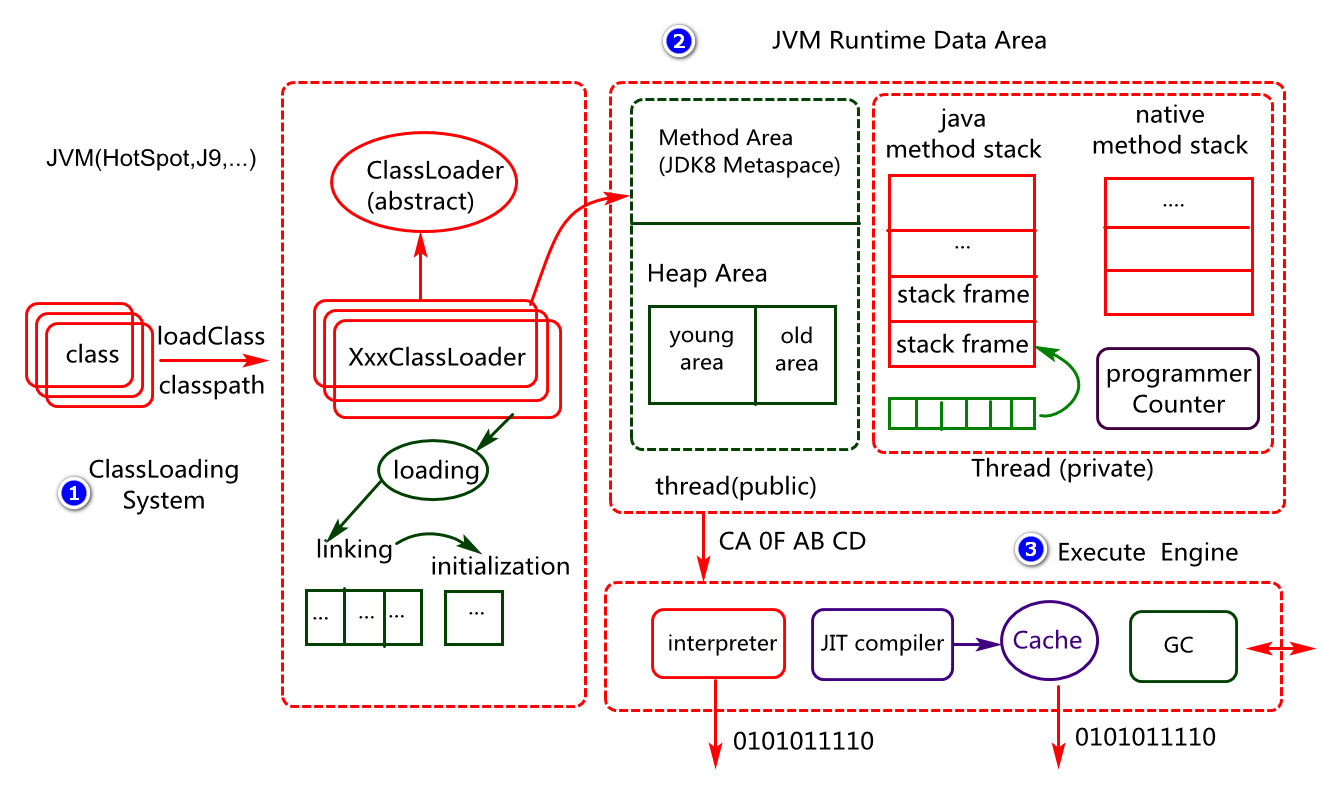 2
JVM Runtime Data Area
JVM(HotSpot,J9,...)
ClassLoader
(abstract)
class
loadClass
classpath
XxxClassLoader
1
ClassLoading
System
loading
linking
initialization
...
...
...
...
Method Area
(JDK8 Metaspace)
Heap Area
young
area
old
area
thread(public)
java
method stack
...
stack frame
stack frame
native
method stack
....
programmer
Counter
Thread (private)
CA 0F AB CD
3
Execute Engine
interpreter
JIT compiler
Cache
GC
0101011110
0101011110